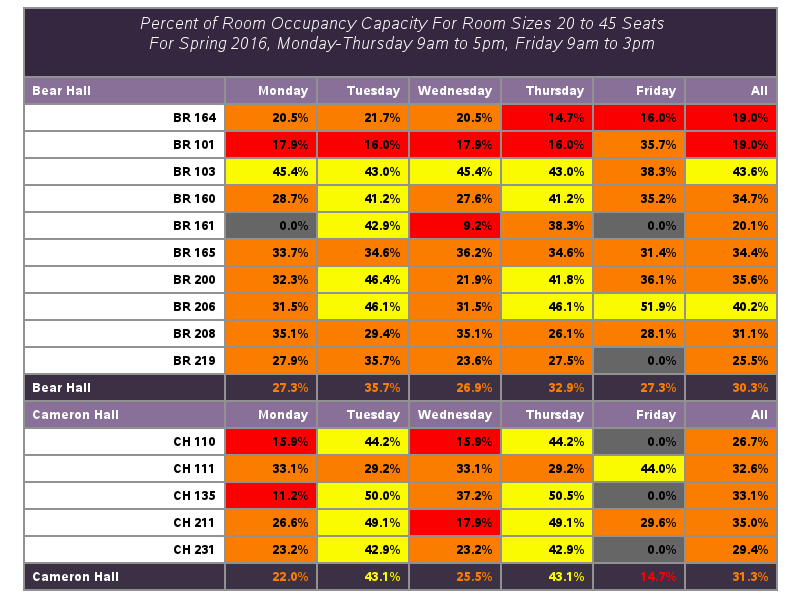 Percent of Room Occupancy Capacity For Room Sizes 20 to 45 Seats
For Spring 2016, Monday-Thursday 9am to 5pm, Friday 9am to 3pm
Bear Hall Monday Tuesday Wednesday Thursday Friday All
BR 164 20.5% 21.7% 20.5% 14.7% 16.0% 19.0%
BR 101 17.9% 16.0% 17.9% 16.0% 35.7% 19.0%
BR 103 45.4% 43.0% 45.4% 43.0% 38.3% 43.6%
BR 160 28.7% 41.2% 27.6% 41.2% 35.2% 34.7%
BR 161 0.0% 42.9% 9.2% 38.3% 0.0% 20.1%
BR 165 33.7% 34.6% 36.2% 34.6% 31.4% 34.4%
BR 200 32.3% 46.4% 21.9% 41.8% 36.1% 35.6%
BR 206 31.5% 46.1% 31.5% 46.1% 51.9% 40.2%
BR 208 35.1% 29.4% 35.1% 26.1% 28.1% 31.1%
BR 219 27.9% 35.7% 23.6% 27.5% 0.0% 25.5%
Bear Hall 27.3% 35.7% 26.9% 32.9% 27.3% 30.3%
Cameron Hall Monday Tuesday Wednesday Thursday Friday All
CH 110 15.9% 44.2% 15.9% 44.2% 0.0% 26.7%
CH 111 33.1% 29.2% 33.1% 29.2% 44.0% 32.6%
CH 135 11.2% 50.0% 37.2% 50.5% 0.0% 33.1%
CH 211 26.6% 49.1% 17.9% 49.1% 29.6% 35.0%
CH 231 23.2% 42.9% 23.2% 42.9% 0.0% 29.4%
Cameron Hall 22.0% 43.1% 25.5% 43.1% 14.7% 31.3%